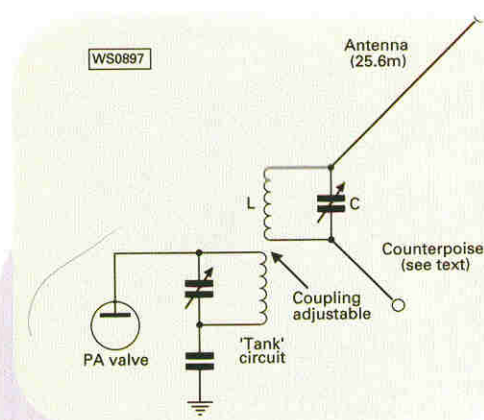 WS0897
Antenna
(25.6m)
L
C
Counterpoise
(see text)
Coupling
adjustable
'Tank'
circuit
PA valve